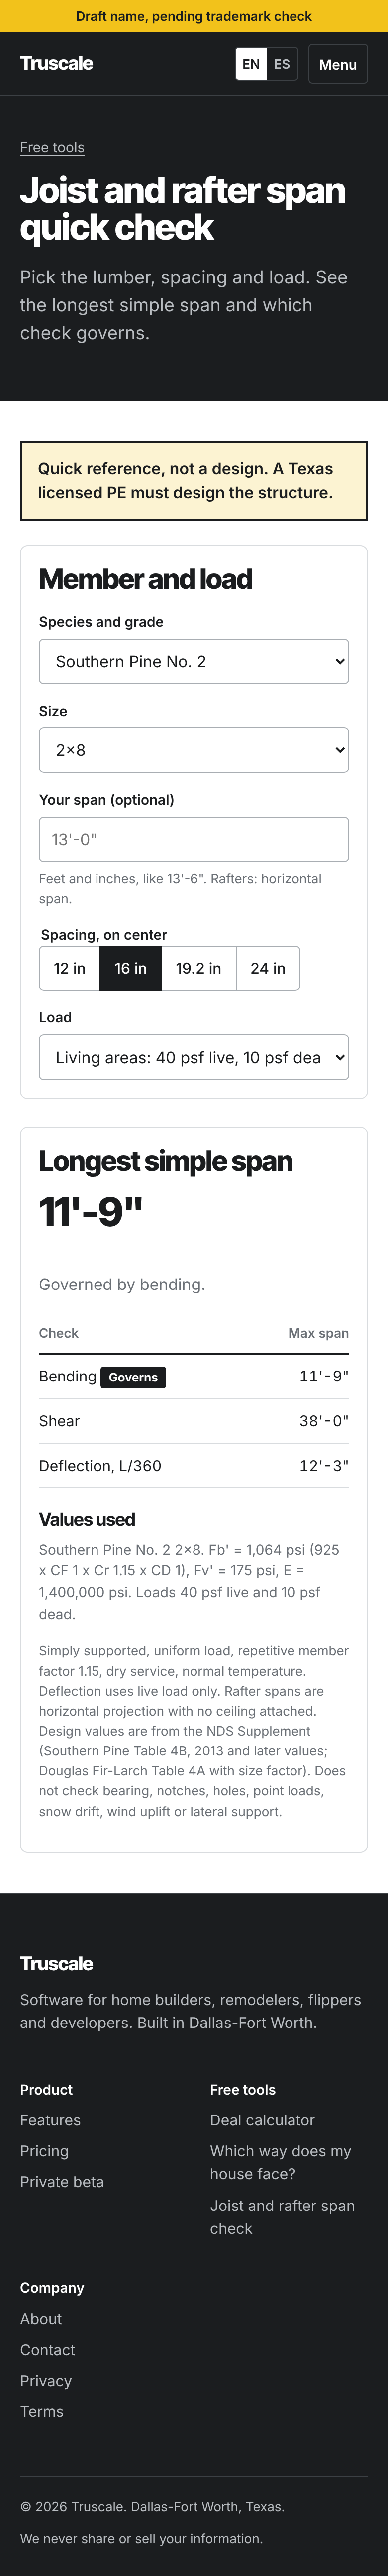 Draft name, pending trademark check
Truscale
EN ES
Menu
Free tools
Joist and rafter span
quick check
Pick the lumber, spacing and load. See
the longest simple span and which
check governs.
Quick reference, not a design. A Texas
licensed PE must design the structure.
Member and load
Species and grade
Southern Pine No. 2
Size
2×8
Your span (optional)
13'-0"
Feet and inches, like 13'-6". Rafters: horizontal
span.
Spacing, on center
12 in 16 in 19.2 in 24 in
Load
Living areas: 40 psf live, 10 psf dea
Longest simple span
11'-9"
Governed by bending.
Check Max span
Bending Governs 11'-9"
Shear 38'-0"
Deflection, L/360 12'-3"
Values used
Southern Pine No. 2 2×8. Fb' = 1,064 psi (925
x CF 1 x Cr 1.15 x CD 1), Fv' = 175 psi, E =
1,400,000 psi. Loads 40 psf live and 10 psf
dead.
Simply supported, uniform load, repetitive member
factor 1.15, dry service, normal temperature.
Deflection uses live load only. Rafter spans are
horizontal projection with no ceiling attached.
Design values are from the NDS Supplement
(Southern Pine Table 4B, 2013 and later values;
Douglas Fir-Larch Table 4A with size factor). Does
not check bearing, notches, holes, point loads,
snow drift, wind uplift or lateral support.
Truscale
Software for home builders, remodelers, flippers
and developers. Built in Dallas-Fort Worth.
Product
Features
Pricing
Private beta
Free tools
Deal calculator
Which way does my
house face?
Joist and rafter span
check
Company
About
Contact
Privacy
Terms
© 2026 Truscale. Dallas-Fort Worth, Texas.
We never share or sell your information.